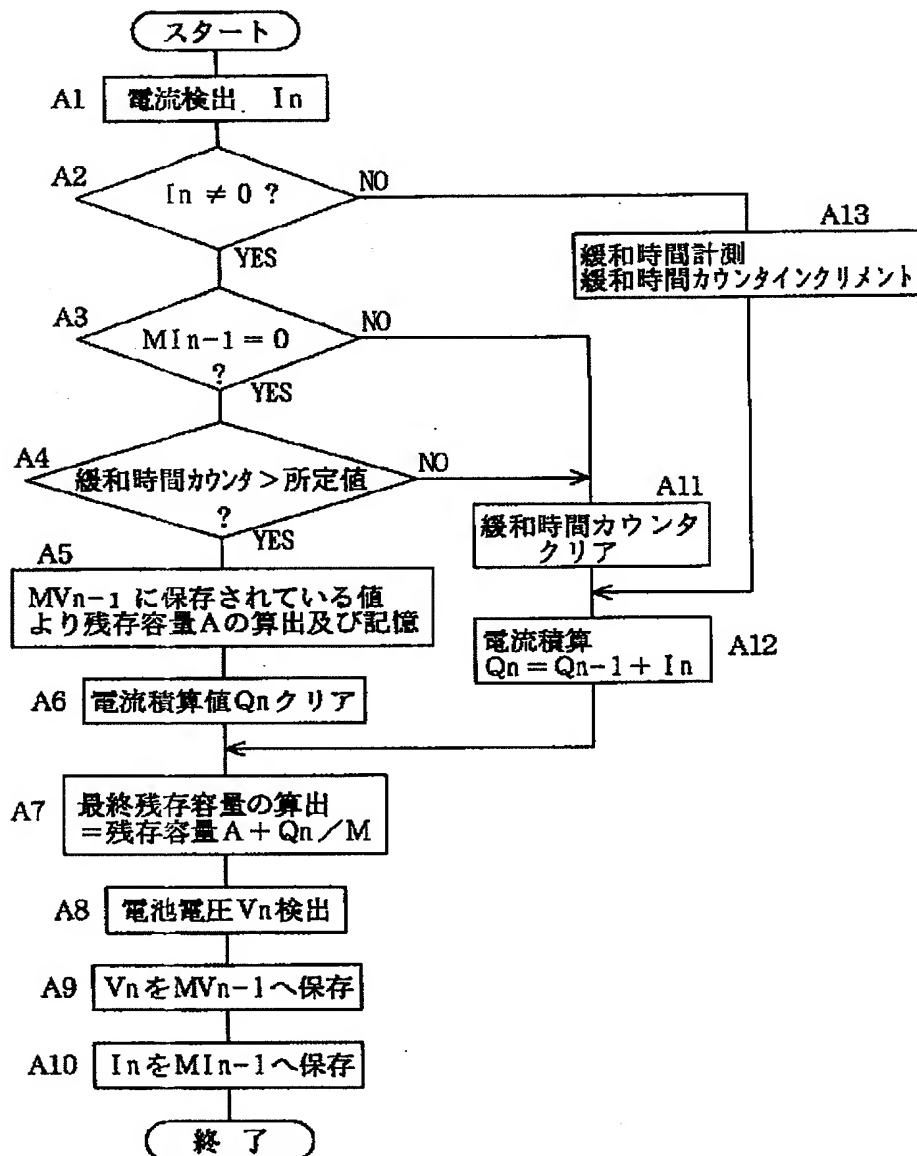 スタート
A1
電流検出 In
A2
In ≠ 0 ?
NO
YES
A13
緩和時間計測
緩和時間カウンタインクリメント
A3
MIn-1 = 0
?
NO
YES
A4
緩和時間カウンタ>所定値
?
NO
YES
A11
緩和時間カウンタ
クリア
A5
MVn-1 に保存されている値
より残存容量Aの算出及び記憶
電流積算
Qn=Qn-1+In
A12
A6
電流積算値Qnクリア
A7
最終残存容量の算出
=残存容量A+Qn/M
A8
電池電圧Vn検出
A9
VnをMVn-1へ保存
A10
InをMIn-1へ保存
終 了